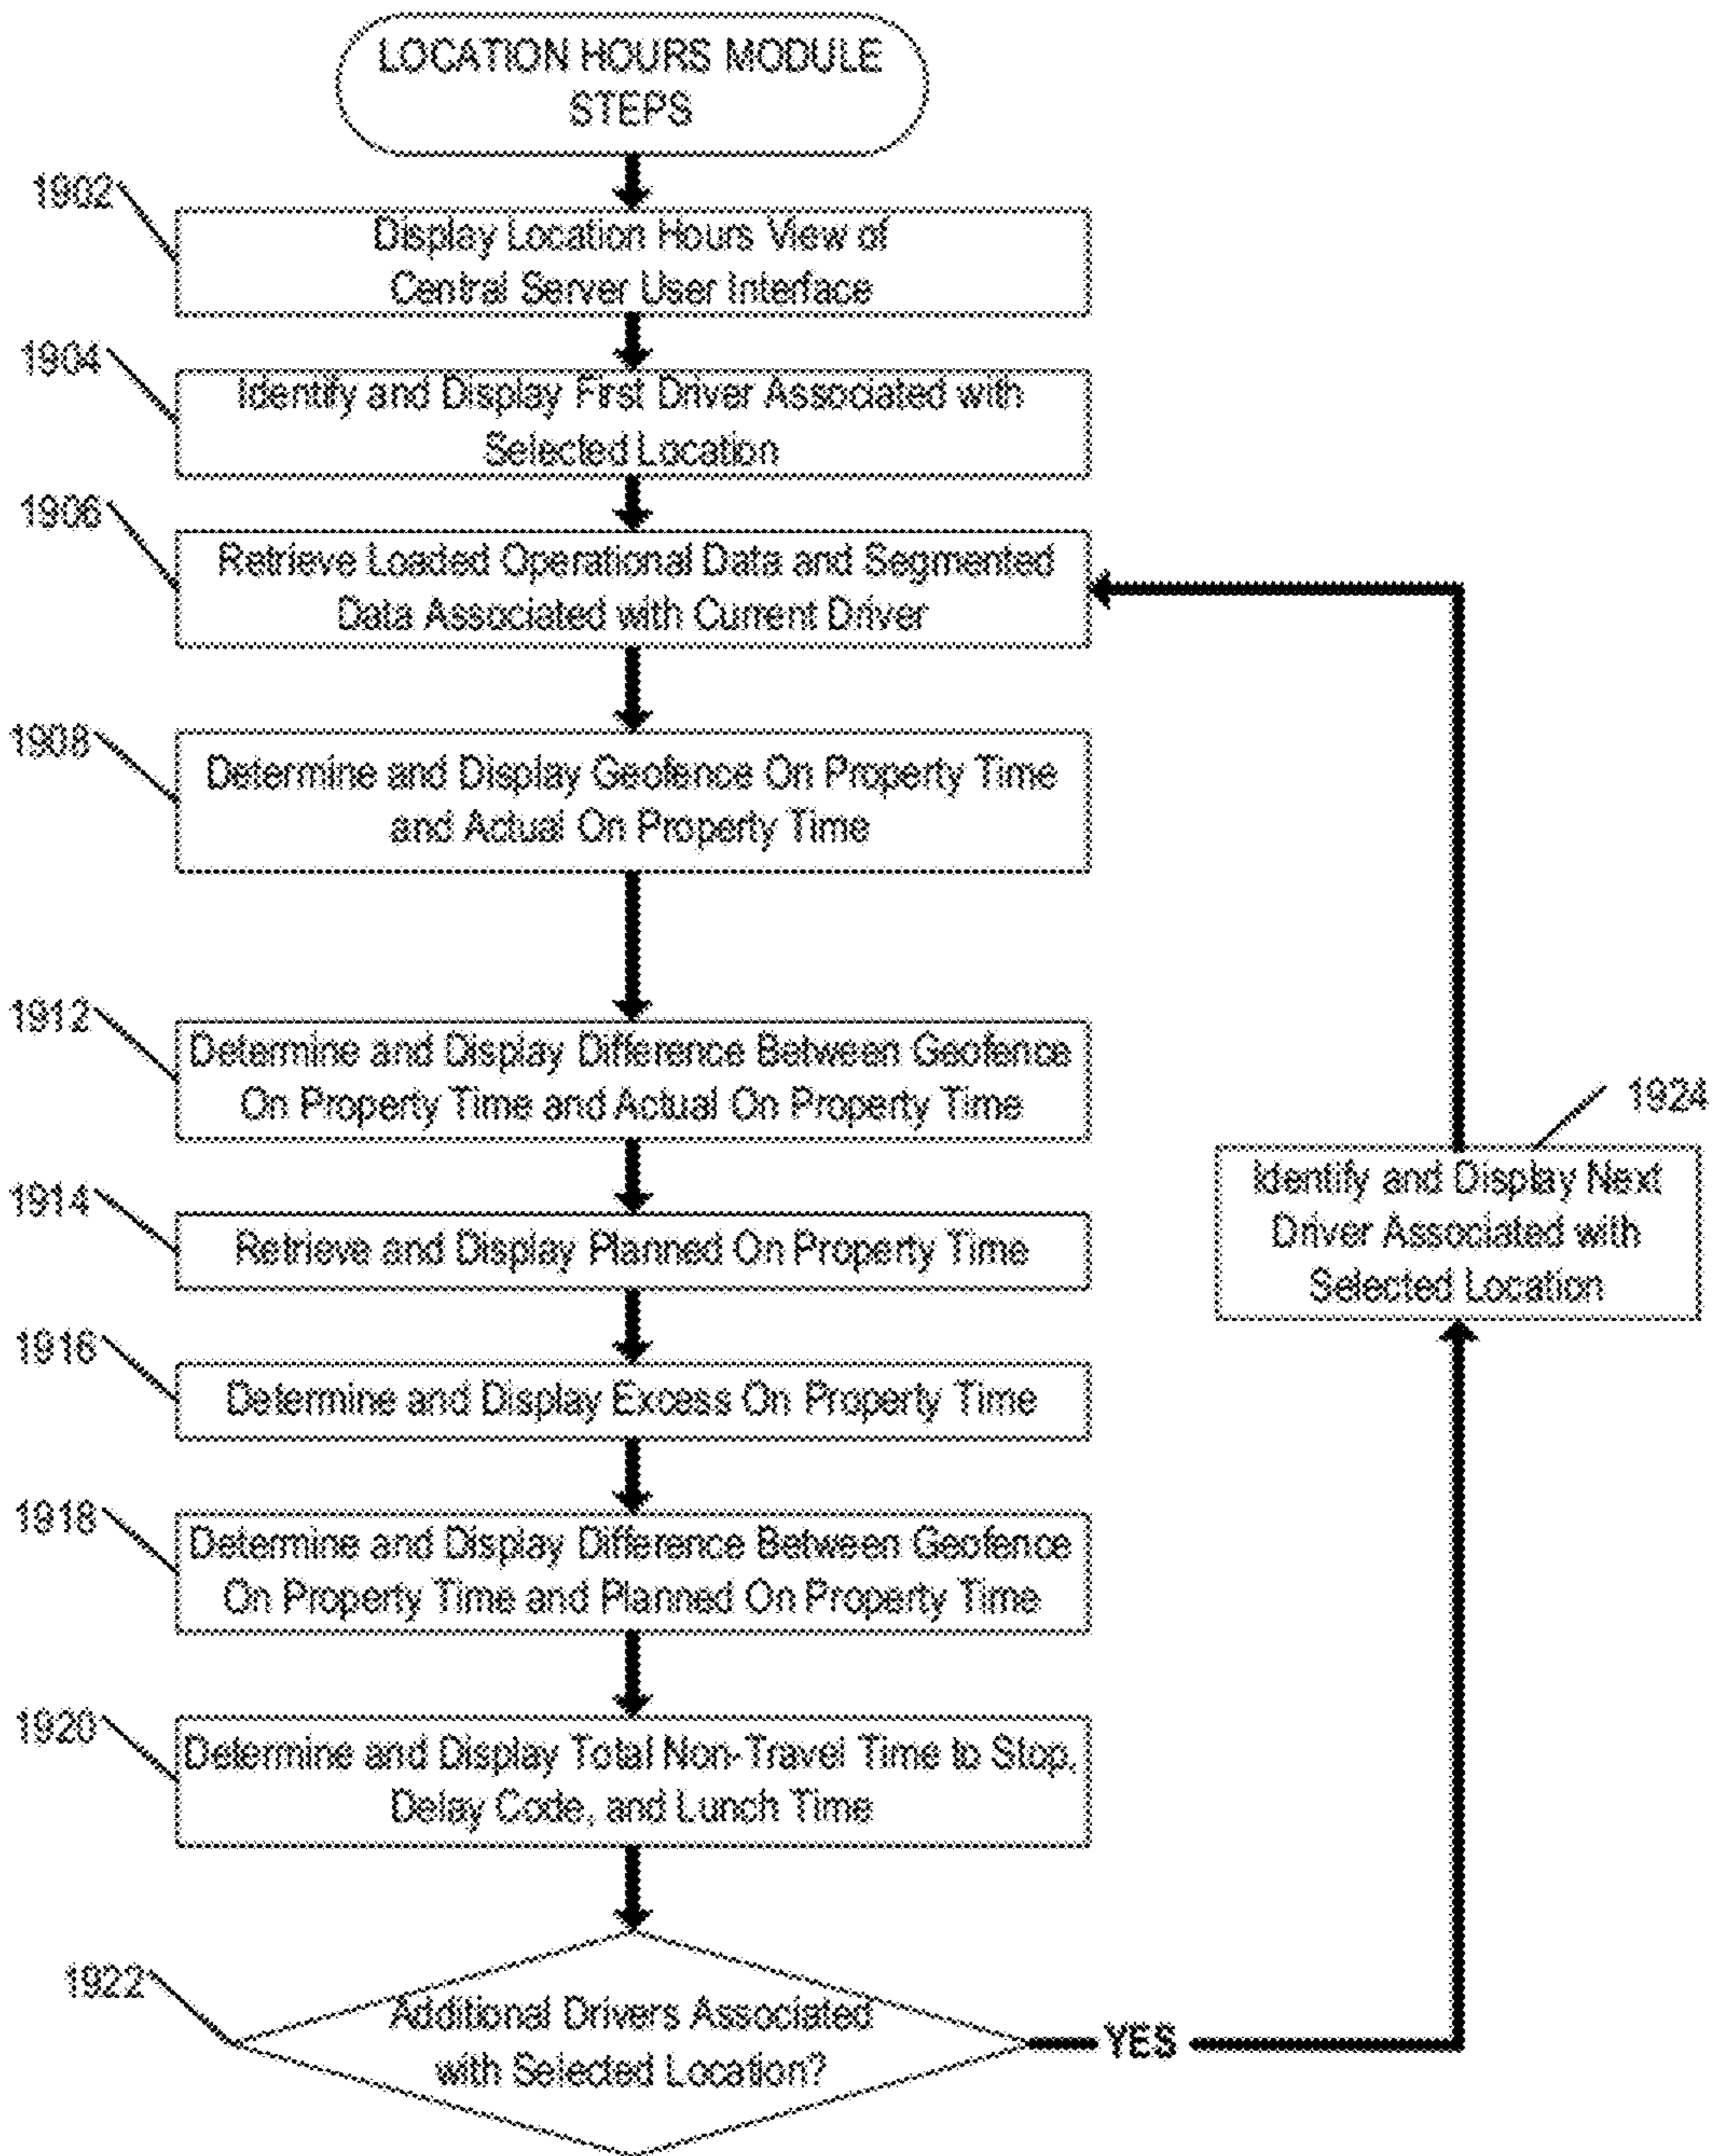 LOCATION HOURS MODULE
STEPS
1902
Display Location Hours View of
Central Server User Interface
1904
Identify and Display First Driver Associated with
Selected Location
1906
Retrieve Loaded Operational Data and Segmented
Data Associated with Current Driver
1908
Determine and Display Geofence On Property Time
and Actual On Property Time
1912
Determine and Display Difference Between Geofence
On Property Time and Actual On Property Time
1914
Retrieve and Display Planned On Property Time
1916
Determine and Display Excess On Property Time
1918
Determine and Display Difference Between Geofence
On Property Time and Planned On Property Time
1920
Determine and Display Total Non-Travel Time to Stop,
Delay Code, and Lunch Time
1922
Additional Drivers Associated
with Selected Location?
YES
1924
Identify and Display Next
Driver Associated with
Selected Location